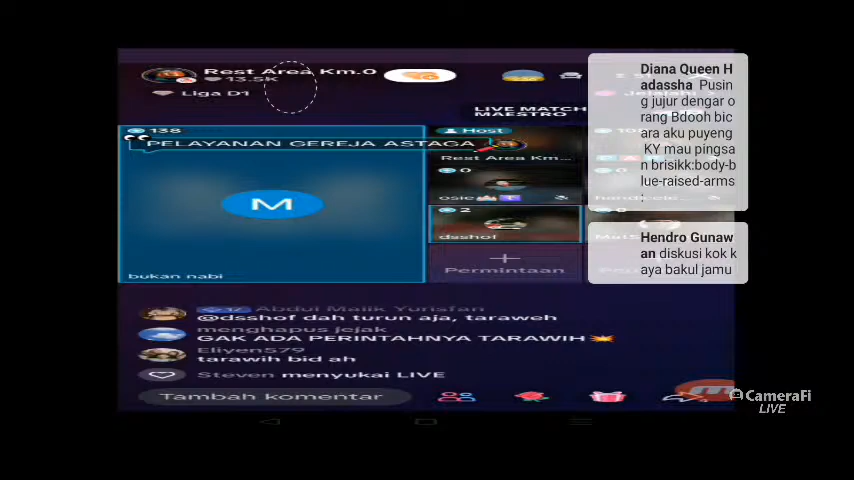 Rest Area Km.0
13.5K
Liga D1
LIVE MATCH
MAESTRO
138
PELAYANAN GEREJA ASTAGA
M
bukan nabi
Host
Rest Area Km...
0
osie
2
dsshof
0
Permintaan
Diana Queen H
adassha Pusin
g jujur dengar o
rang Bdooh bic
ara aku puyeng
KY mau pingsa
n brisikk:body-b
lue-raised-arms
:
Hendro Gunaw
an diskusi kok k
aya bakul jamu
Abdul Malik Yurisfan
@dsshof dah turun aja, taraweh
menghapus jejak
GAK ADA PERINTAHNYA TARAWIH💥
Eliyen579
tarawih bid ah
Steven menyukai LIVE
Tambah komentar
CameraFi
LIVE